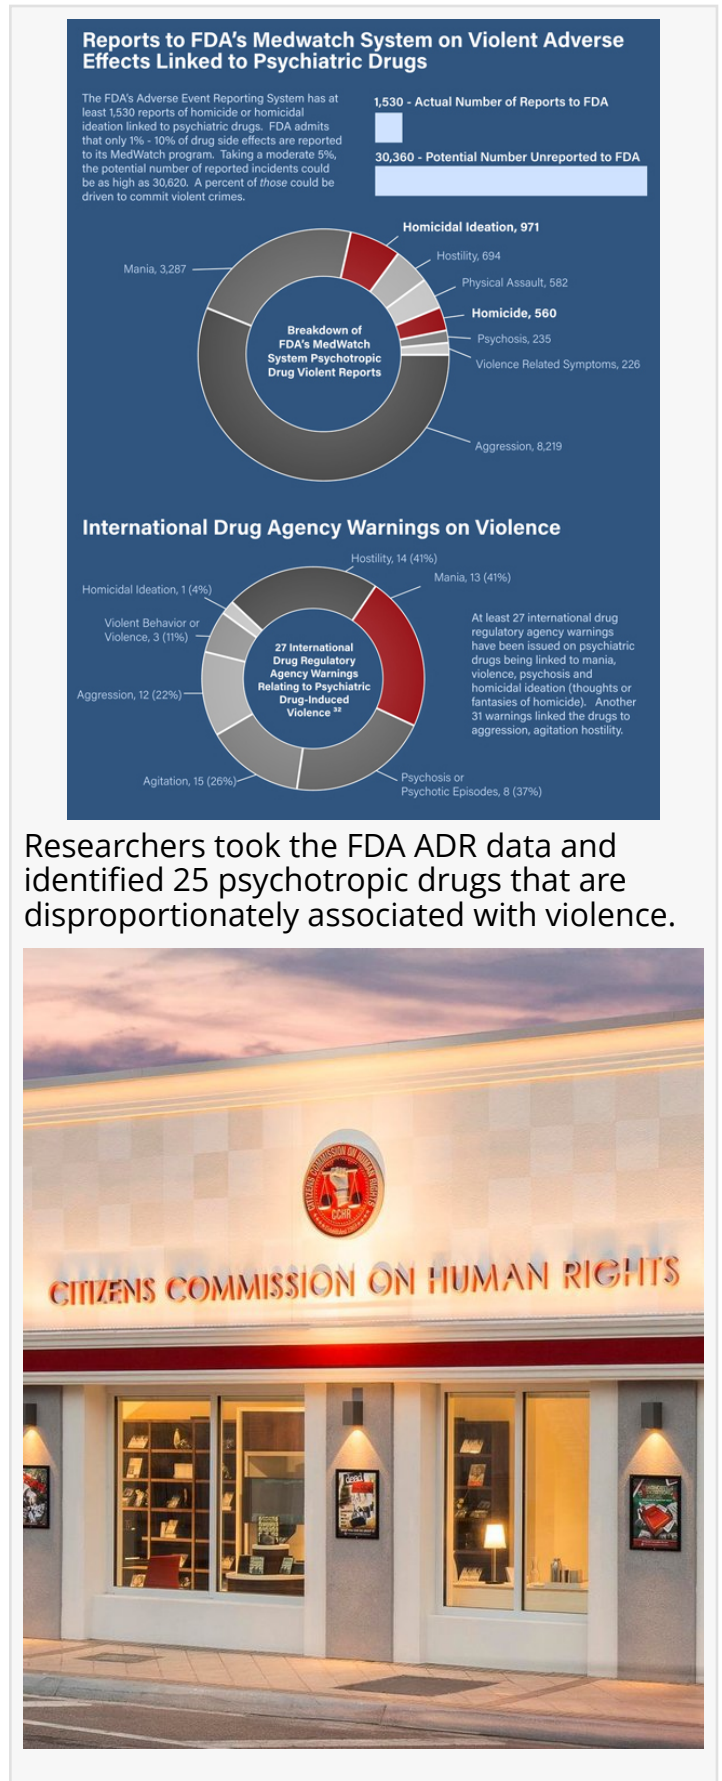 Reports to FDA's Medwatch System on Violent Adverse
Effects Linked to Psychiatric Drugs
The FDA's Adverse Event Reporting System has at
least 1,530 reports of homicide or homicidal
ideation linked to psychiatric drugs. FDA admits
that only 1% - 10% of drug side effects are reported
to its MedWatch program. Taking a moderate 5%,
the potential number of reported incidents could
be as high as 30,620. A percent of those could be
driven to commit violent crimes.
1,530 - Actual Number of Reports to FDA
30,360 - Potential Number Unreported to FDA
Homicidal Ideation, 971
Hostility, 694
Mania, 3,287
Physical Assault, 582
Homicide, 560
Psychosis, 235
Violence Related Symptoms, 226
Breakdown of
FDA's MedWatch
System Psychotropic
Drug Violent Reports
Aggression, 8,219
International Drug Agency Warnings on Violence
Hostility, 14 (41%)
Mania, 13 (41%)
Homicidal Ideation, 1 (4%)
Violent Behavior or
Violence, 3 (11%)
Aggression, 12 (22%)
27 International
Drug Regulatory
Agency Warnings
Relating to Psychiatric
Drug-Induced
Violence 32
At least 27 international drug
regulatory agency warnings
have been issued on psychiatric
drugs being linked to mania,
violence, psychosis and
homicidal ideation (thoughts or
fantasies of homicide). Another
31 warnings linked the drugs to
aggression, agitation hostility.
Agitation, 15 (26%)
Psychosis or
Psychotic Episodes, 8 (37%)
Researchers took the FDA ADR data and
identified 25 psychotropic drugs that are
disproportionately associated with violence.
CITIZENS COMMISSION ON HUMAN RIGHTS
CCHR
CITIZENS COMMISSION ON HUMAN RIGHTS
dead